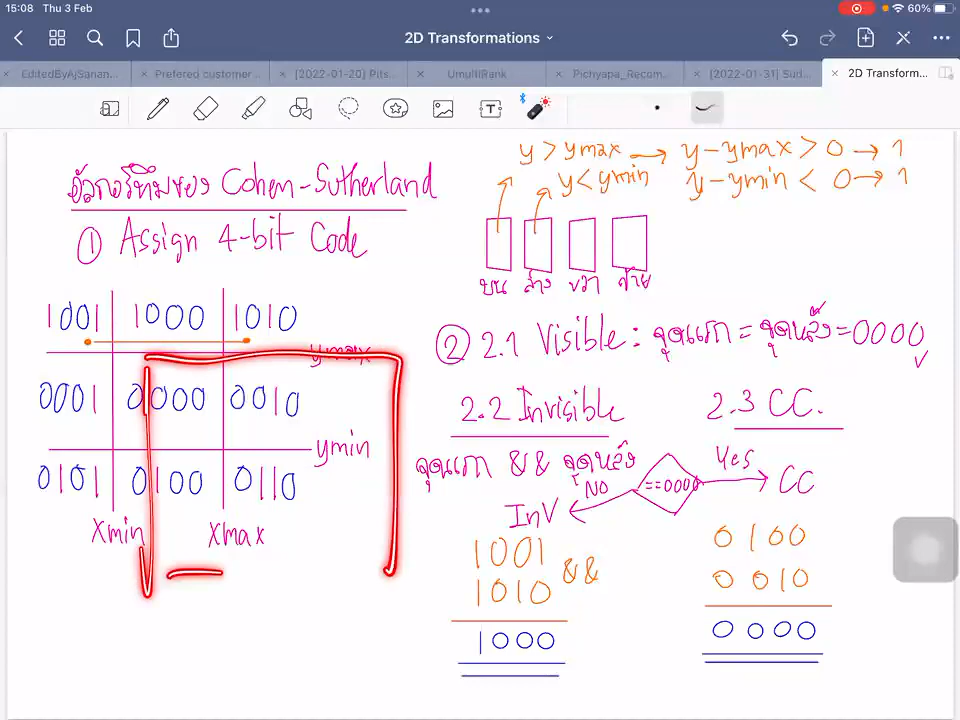 15:08 Thu 3 Feb
60%
2D Transformations
EditedByAjSanan...
Prefered customer...
[2022-01-20] Pits...
UmultiRank
Pichyapa_Recom...
[2022-01-31] Sud...
2D Transform...
อัลกอริทึมของ Cohen-Sutherland
① Assign 4-bit Code
y > ymax → y-ymax > 0 → 1
y < ymin y-ymin < 0 → 1
บน ล่าง ขวา ซ้าย
1001 1000 1010
ymax
0001 0000 0010
ymin
0101 0100 0110
Xmin Xmax
② 2.1 Visible : จุดแรก = จุดหลัง = 0000
2.2 Invisible
จุดแรก && จุดหลัง
==0000
NO
InV
Yes
CC
1001
1010 &&
1000
2.3 CC.
0100
0010
0000